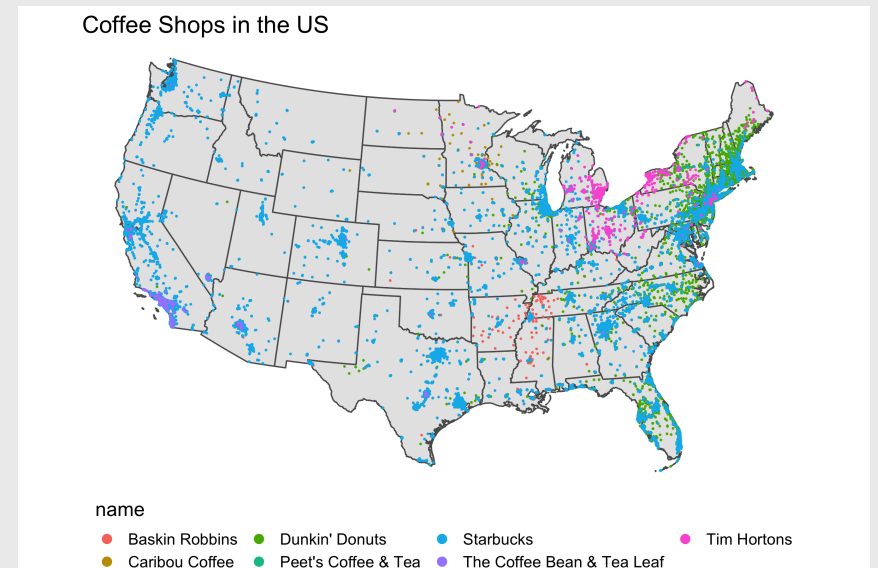 Coffee Shops in the US
name
Baskin Robbins Dunkin' Donuts Starbucks Tim Hortons
Caribou Coffee Peet's Coffee & Tea The Coffee Bean & Tea Leaf